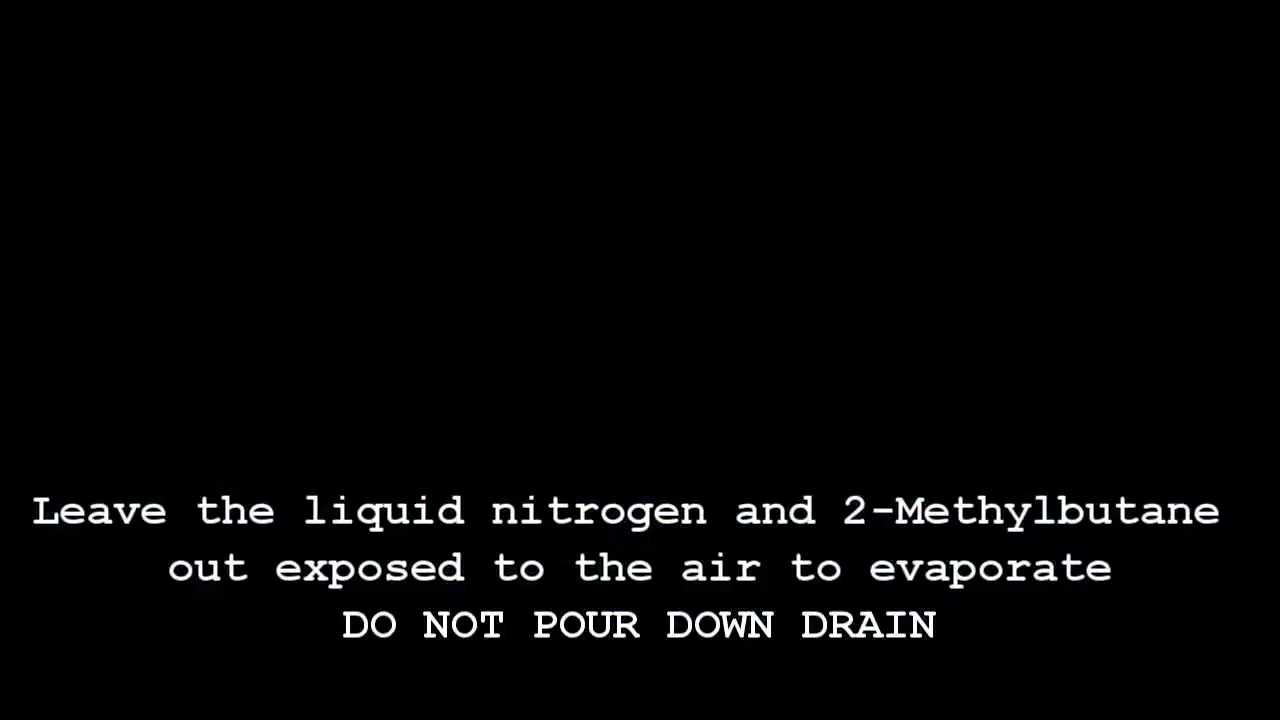 Leave the liquid nitrogen and 2-Methylbutane
out exposed to the air to evaporate
DO NOT POUR DOWN DRAIN